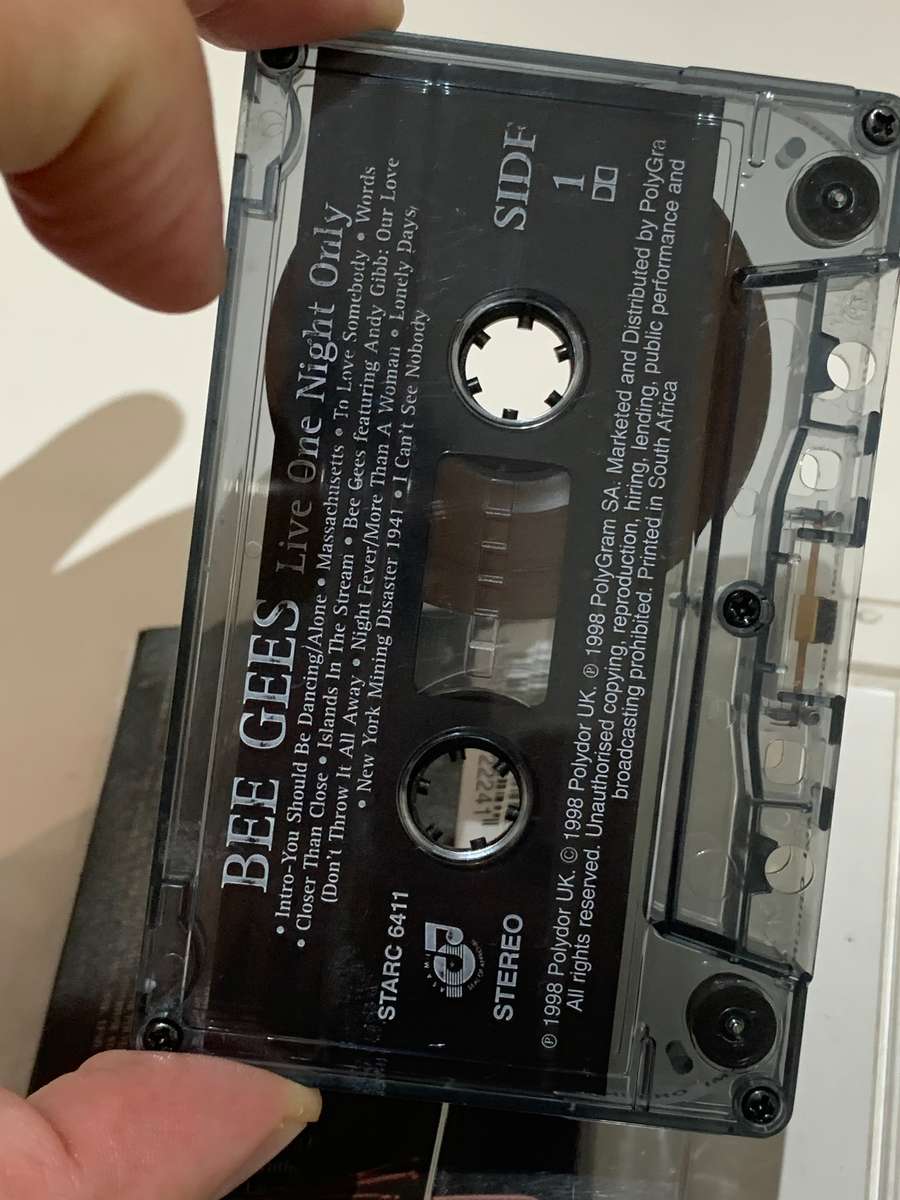 BEE GEES Live One Night Only
• Intro-You Should Be Dancing/Alone • Massachusetts • To Love Somebody • Words
• Closer Than Close • Islands In The Stream • Bee Gees featuring Andy Gibb: Our Love
(Don't Throw It All Away • Night Fever/More Than A Woman • Lonely Days
• New York Mining Disaster 1941 • I Can't See Nobody
STARC 6411
STEREO
SIDE
1
℗ 1998 Polydor UK. © 1998 Polydor UK. ℗ 1998 PolyGram SA. Marketed and Distributed by PolyGra
All rights reserved. Unauthorised copying, reproduction, hiring, lending, public performance and
broadcasting prohibited. Printed in South Africa
22241